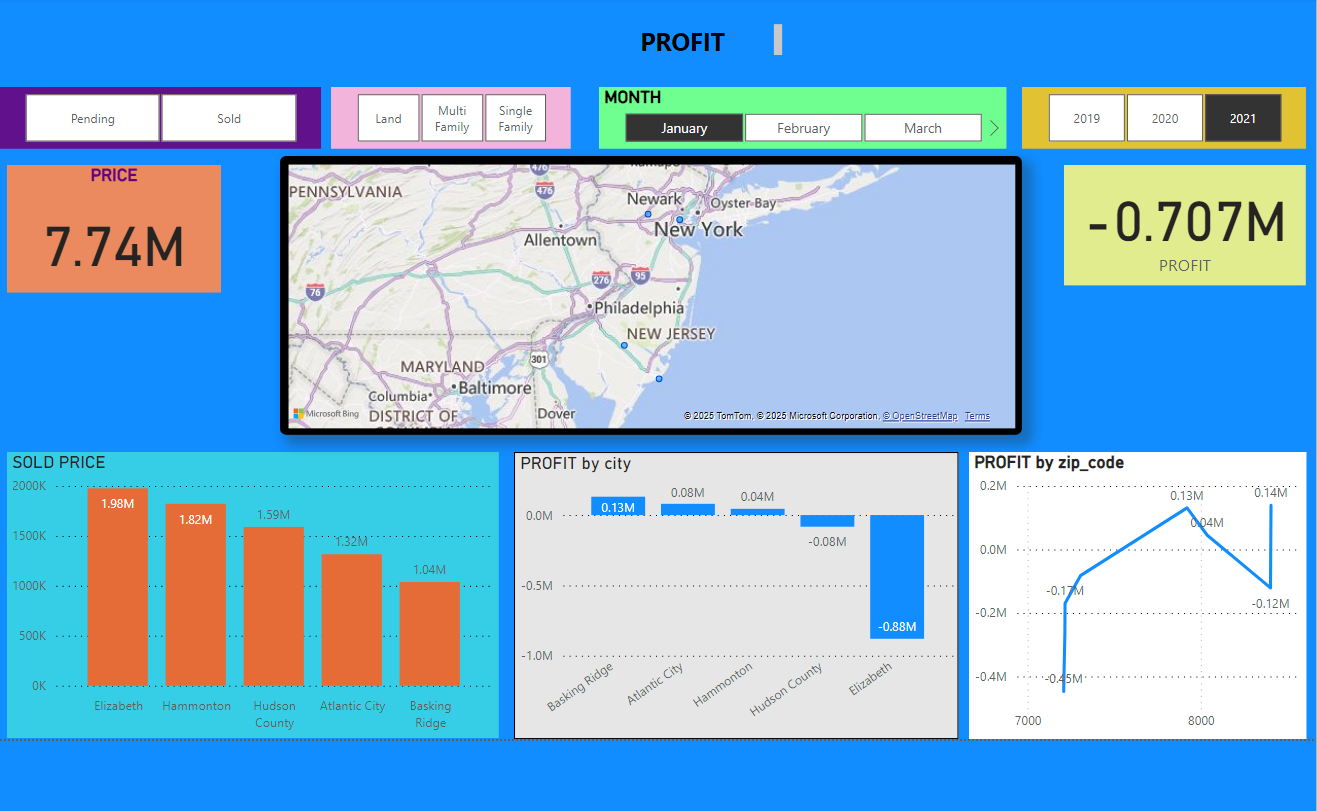 PROFIT
Pending
Sold
Land
Multi
Family
Single
Family
MONTH
January
February
March
2019
2020
2021
PRICE
7.74M
PENNSYLVANIA
476
476
Newark
Oyster Bay
New York
Allentown
276
95
76
Philadelphia
NEW JERSEY
301
MARYLAND
Baltimore
Columbia
DISTRICT OF
Dover
Microsoft Bing
© 2025 TomTom, © 2025 Microsoft Corporation, © OpenStreetMap Terms
-0.707M
PROFIT
SOLD PRICE
2000K
1500K
1000K
500K
0K
1.98M
1.82M
1.59M
1.32M
1.04M
Elizabeth
Hammonton
Hudson
County
Atlantic City
Basking
Ridge
PROFIT by city
0.0M
-0.5M
-1.0M
0.13M
0.08M
0.04M
-0.08M
-0.88M
Basking Ridge
Atlantic City
Hammonton
Hudson County
Elizabeth
PROFIT by zip_code
0.2M
0.0M
-0.2M
-0.4M
0.13M
0.14M
0.04M
-0.17M
-0.12M
-0.45M
7000
8000